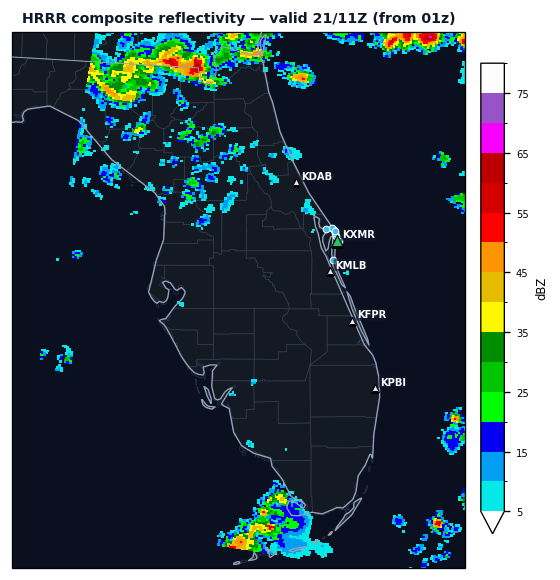 HRRR composite reflectivity — valid 21/11Z (from 01z)
KDAB
KXMR
KMLB
KFPR
KPBI
75
65
55
45
35
25
15
5
dBZ